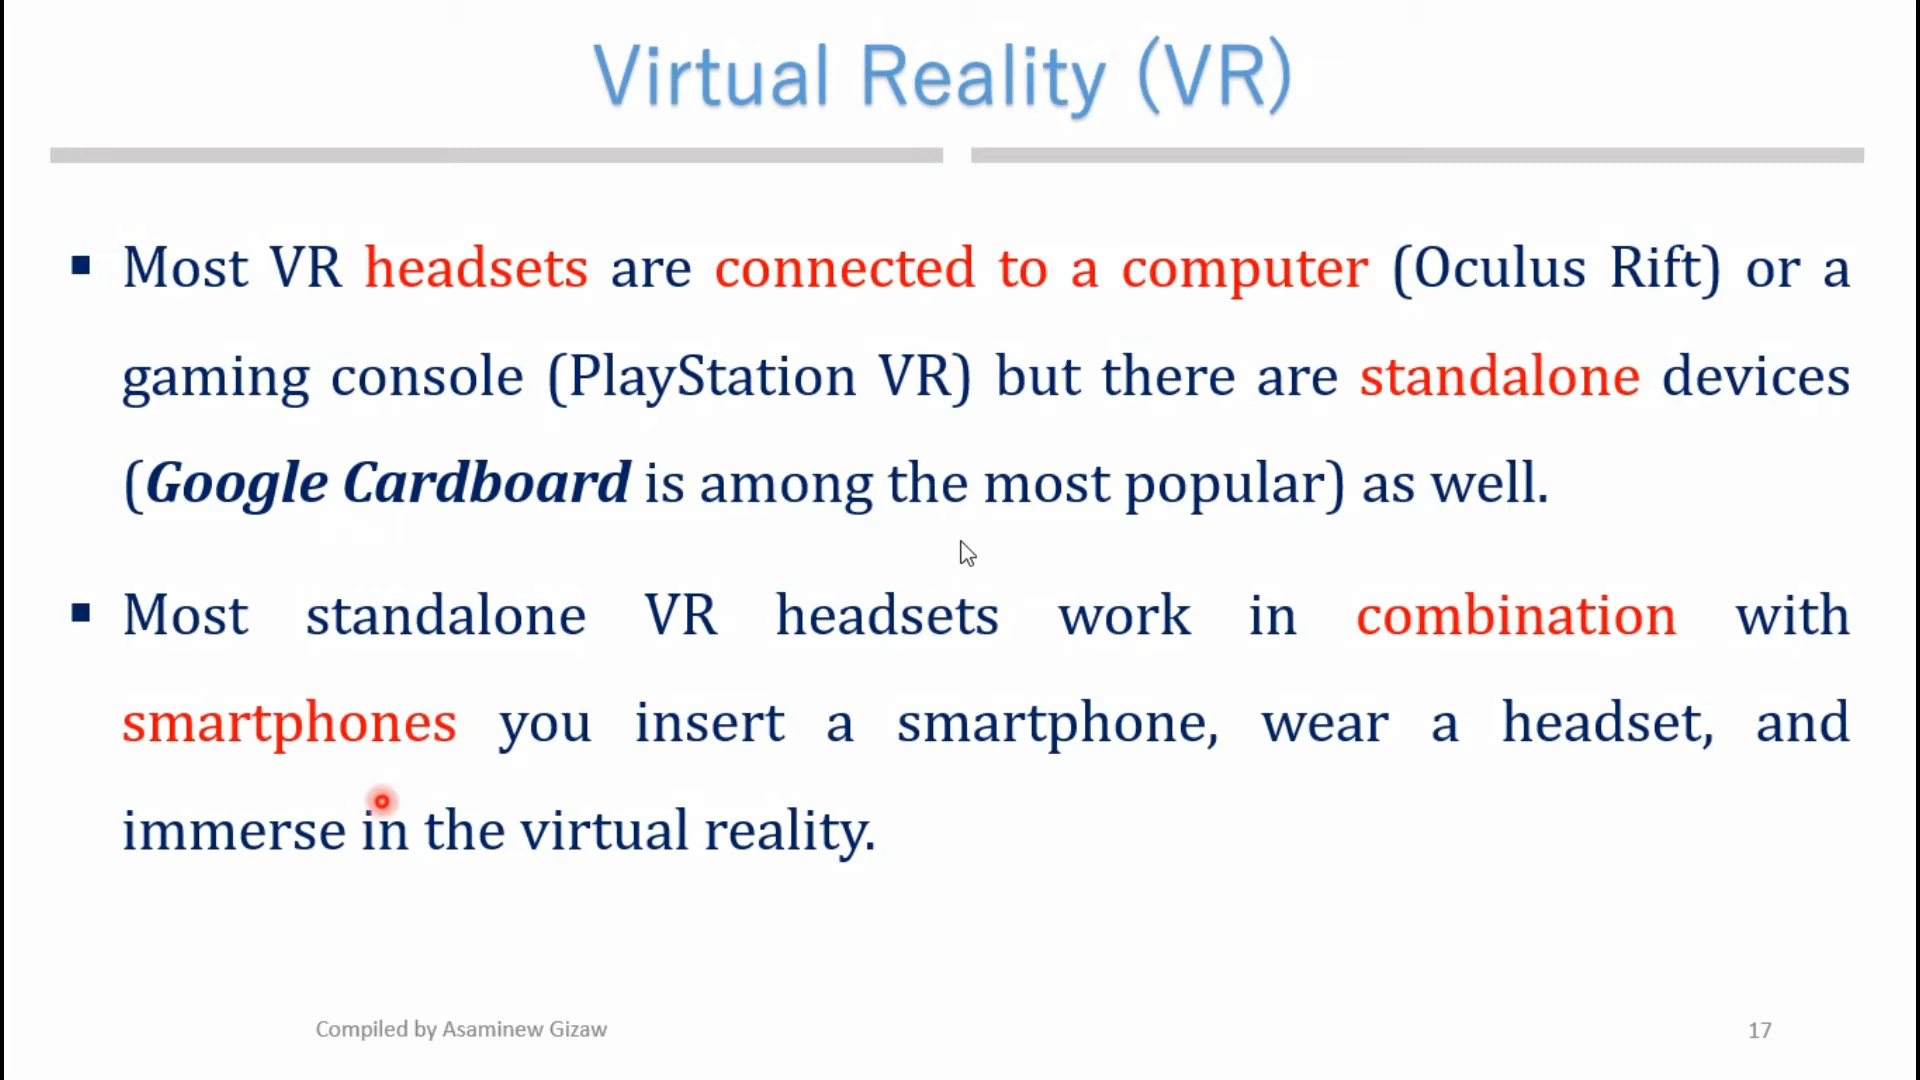 Virtual Reality (VR)
▪ Most VR headsets are connected to a computer (Oculus Rift) or a
gaming console (PlayStation VR) but there are standalone devices
(Google Cardboard is among the most popular) as well.
▪ Most standalone VR headsets work in combination with
smartphones you insert a smartphone, wear a headset, and
immerse in the virtual reality.
Compiled by Asaminew Gizaw
17